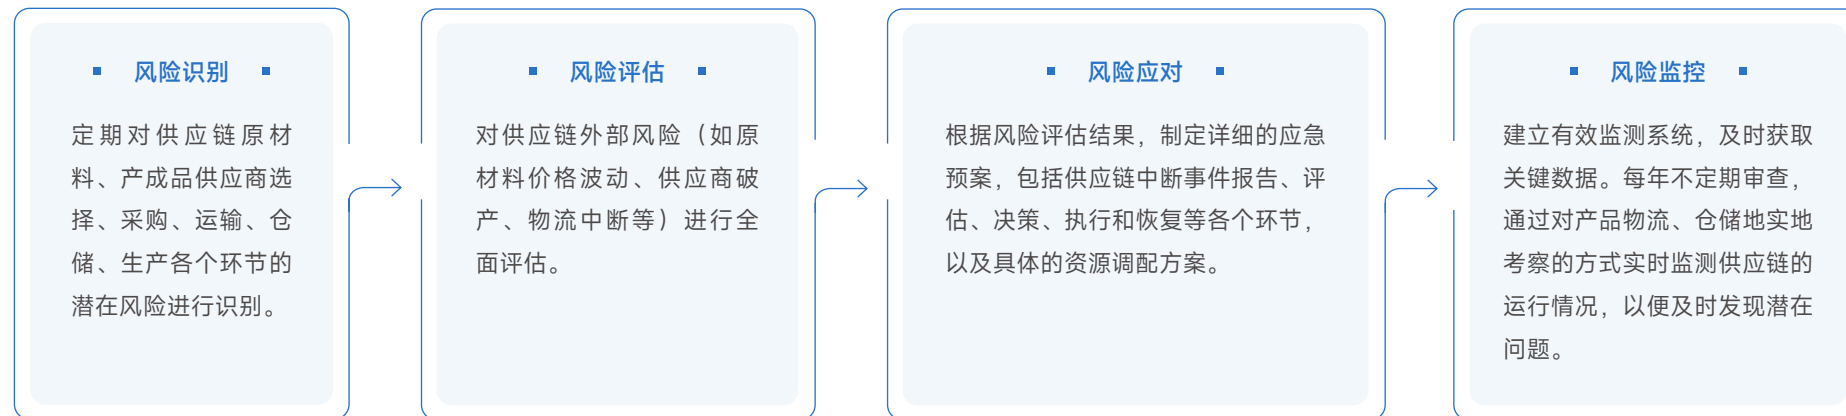 风险识别
定期对供应链原材
料、产成品供应商选
择、采购、运输、仓
储、生产各个环节的
潜在风险进行识别。
风险评估
对供应链外部风险（如原
材料价格波动、供应商破
产、物流中断等）进行全
面评估。
风险应对
根据风险评估结果，制定详细的应急
预案，包括供应链中断事件报告、评
估、决策、执行和恢复等各个环节，
以及具体的资源调配方案。
风险监控
建立有效监测系统，及时获取
关键数据。每年不定期审查，
通过对产品物流、仓储地实地
考察的方式实时监测供应链的
运行情况，以便及时发现潜在
问题。